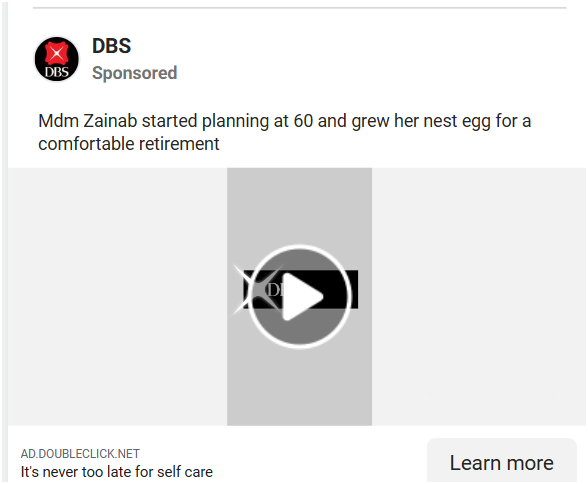 DBS
Sponsored
DBS
Mdm Zainab started planning at 60 and grew her nest egg for a
comfortable retirement
AD.DOUBLECLICK.NET
It's never too late for self care
Learn more